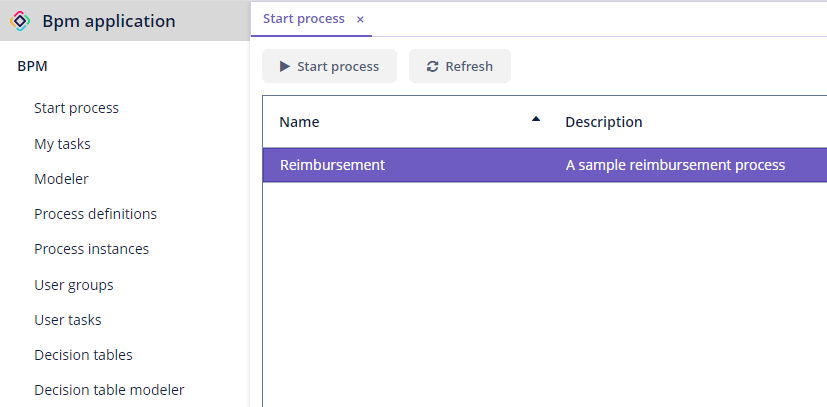 Bpm application
Start process ×
BPM
Start process Refresh
Start process
My tasks
Modeler
Process definitions
Process instances
User groups
User tasks
Decision tables
Decision table modeler
Name Description
Reimbursement A sample reimbursement process